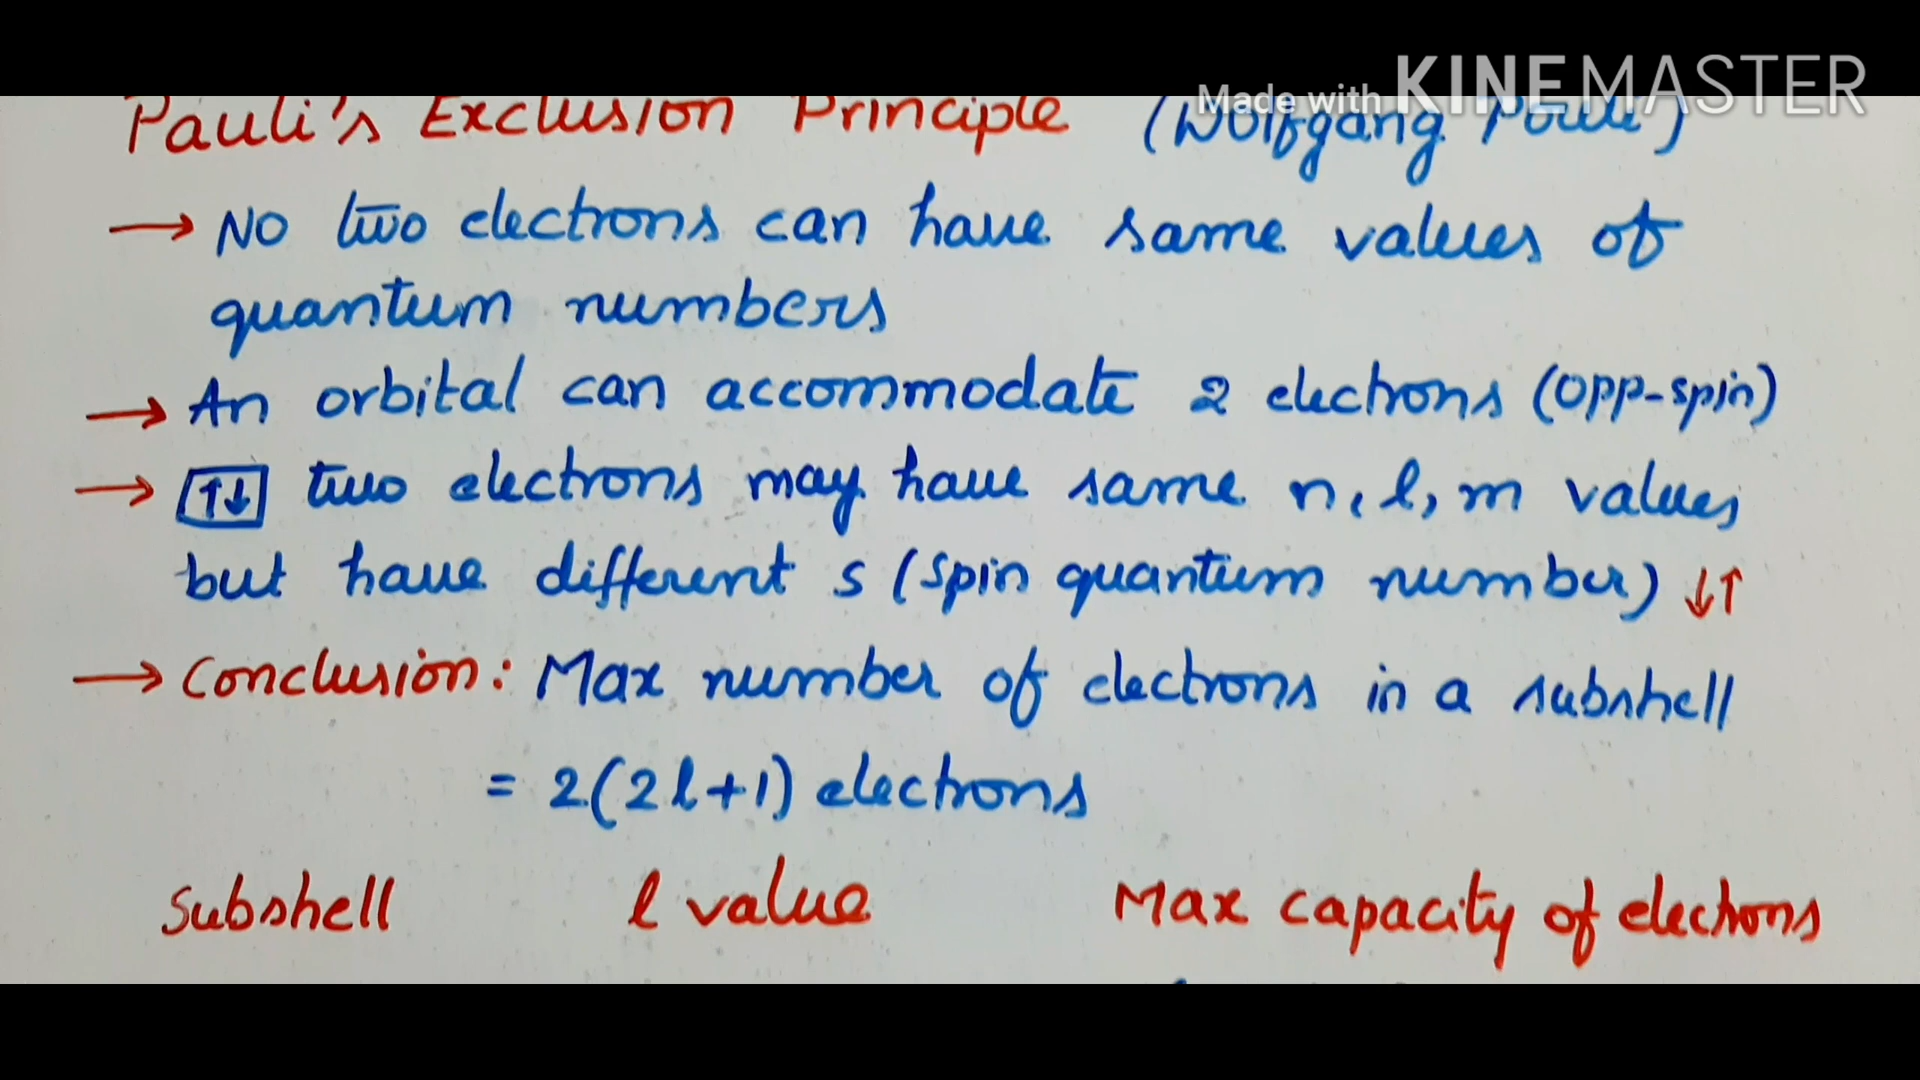 Made with KINEMASTER
Pauli's Exclusion Principle (Wolfgang Pauli)
→ No two electrons can have same values of
quantum numbers
→ An orbital can accommodate 2 electrons (opp-spin)
→ ↑↓ two electrons may have same n, l, m values
but have different s (spin quantum number) ↓↑
→ Conclusion: Max number of electrons in a subshell
= 2(2l+1) electrons
Subshell l value Max capacity of electrons